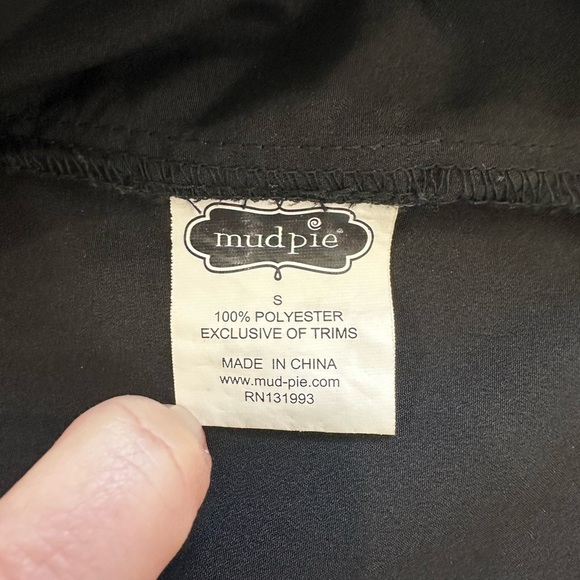 mudpie
S
100% POLYESTER
EXCLUSIVE OF TRIMS
MADE IN CHINA
www.mud-pie.com
RN131993